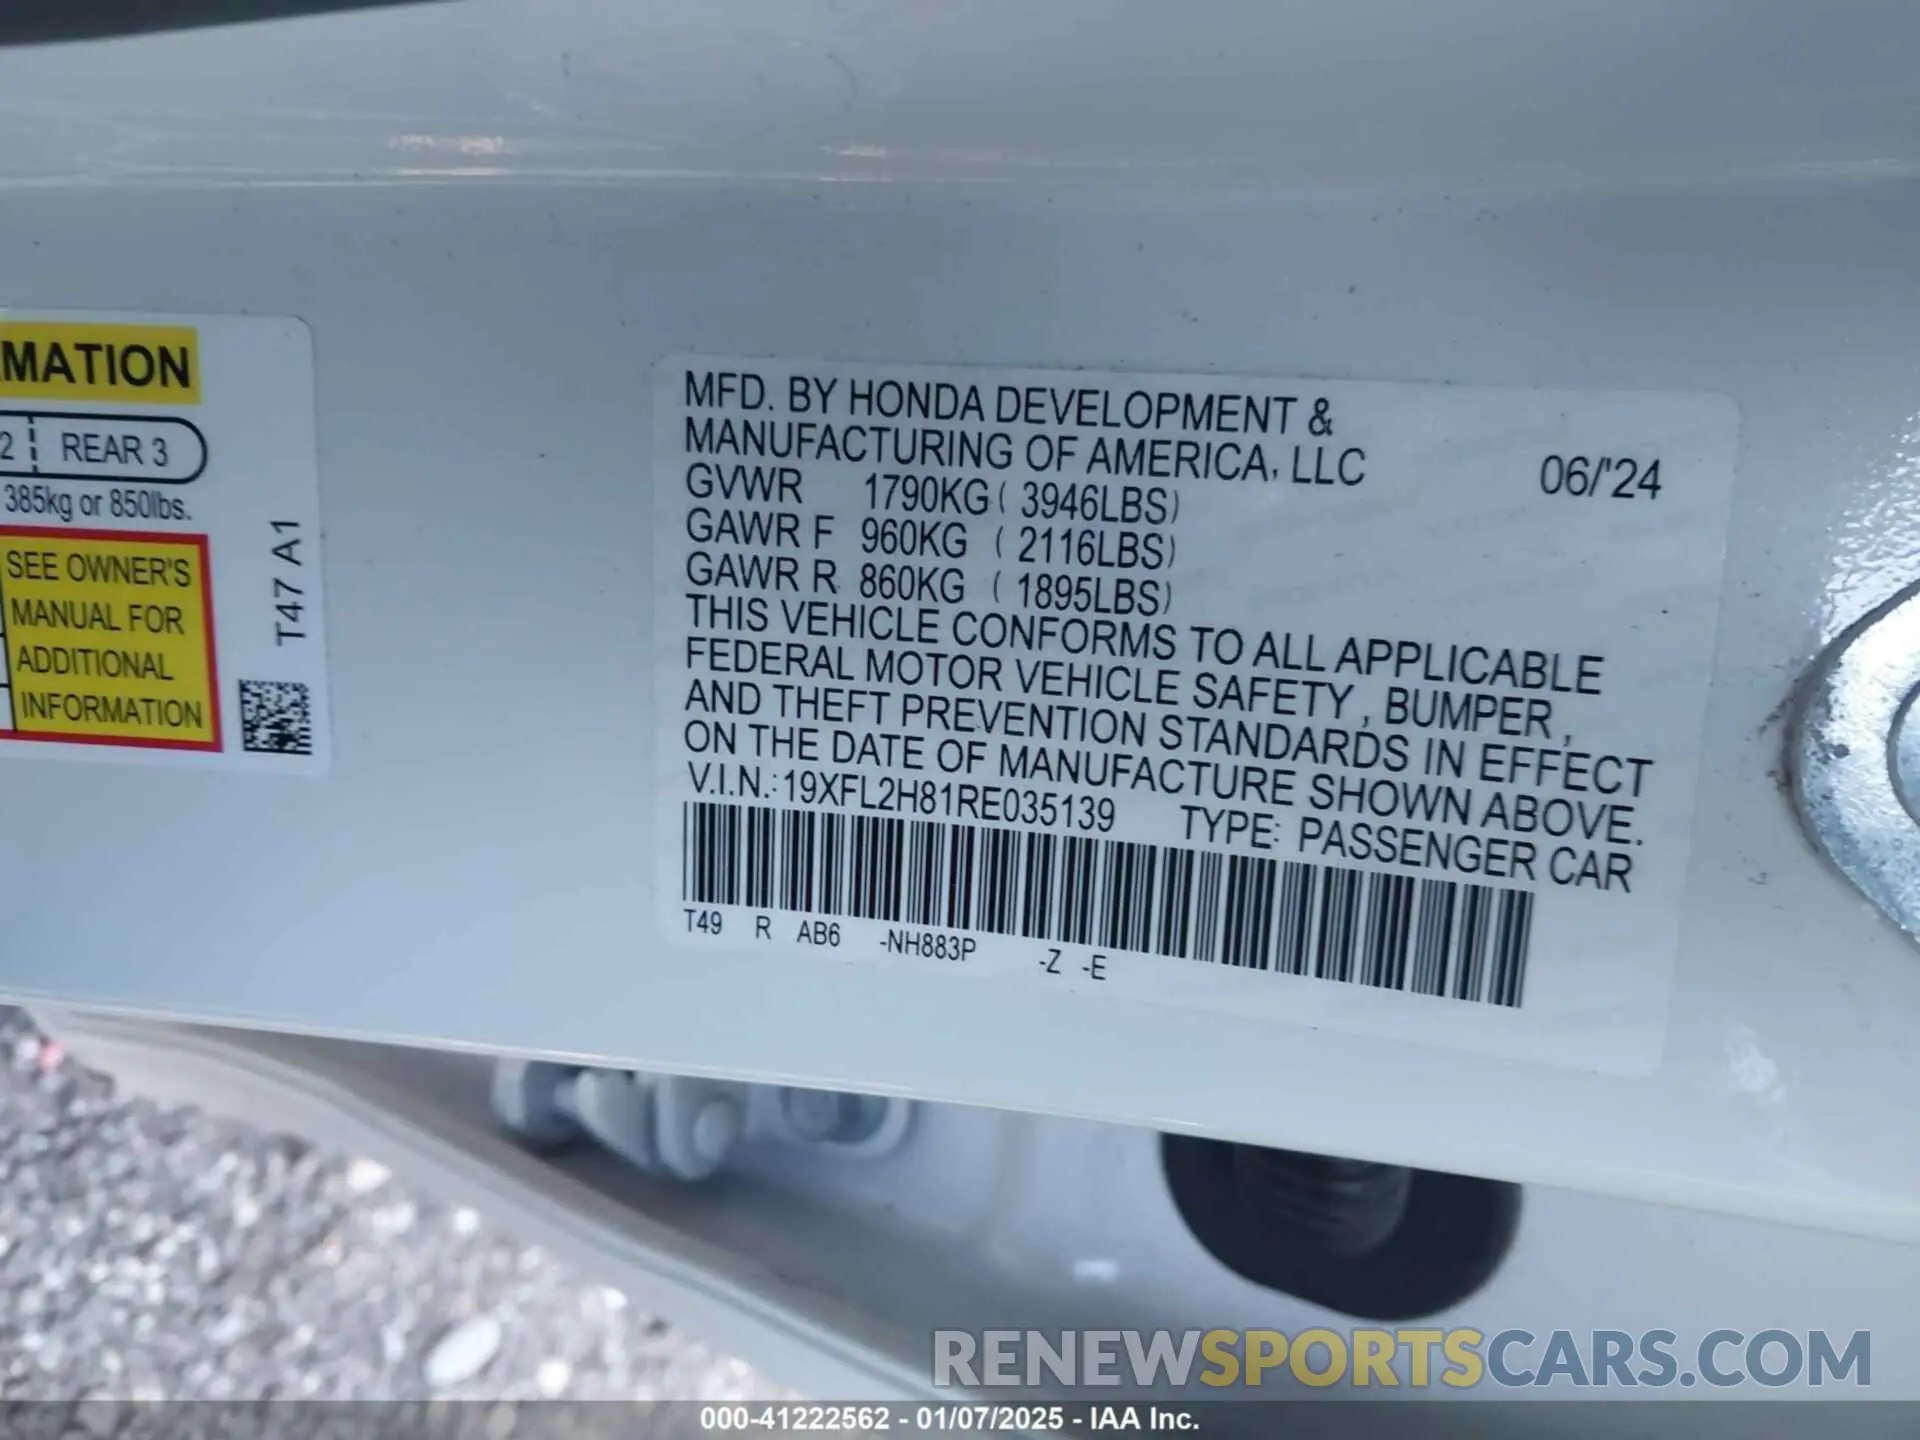 MATION
2 REAR 3
385kg or 850lbs.
SEE OWNER'S
MANUAL FOR
ADDITIONAL
INFORMATION
T47 A1
MFD. BY HONDA DEVELOPMENT &
MANUFACTURING OF AMERICA, LLC 06/'24
GVWR 1790KG ( 3946LBS)
GAWR F 960KG ( 2116LBS)
GAWR R 860KG ( 1895LBS)
THIS VEHICLE CONFORMS TO ALL APPLICABLE
FEDERAL MOTOR VEHICLE SAFETY , BUMPER ,
AND THEFT PREVENTION STANDARDS IN EFFECT
ON THE DATE OF MANUFACTURE SHOWN ABOVE.
V.I.N.: 19XFL2H81RE035139 TYPE: PASSENGER CAR
T49 R AB6 -NH883P -Z -E
RENEWSPORTSCARS.COM
000-41222562 - 01/07/2025 - IAA Inc.